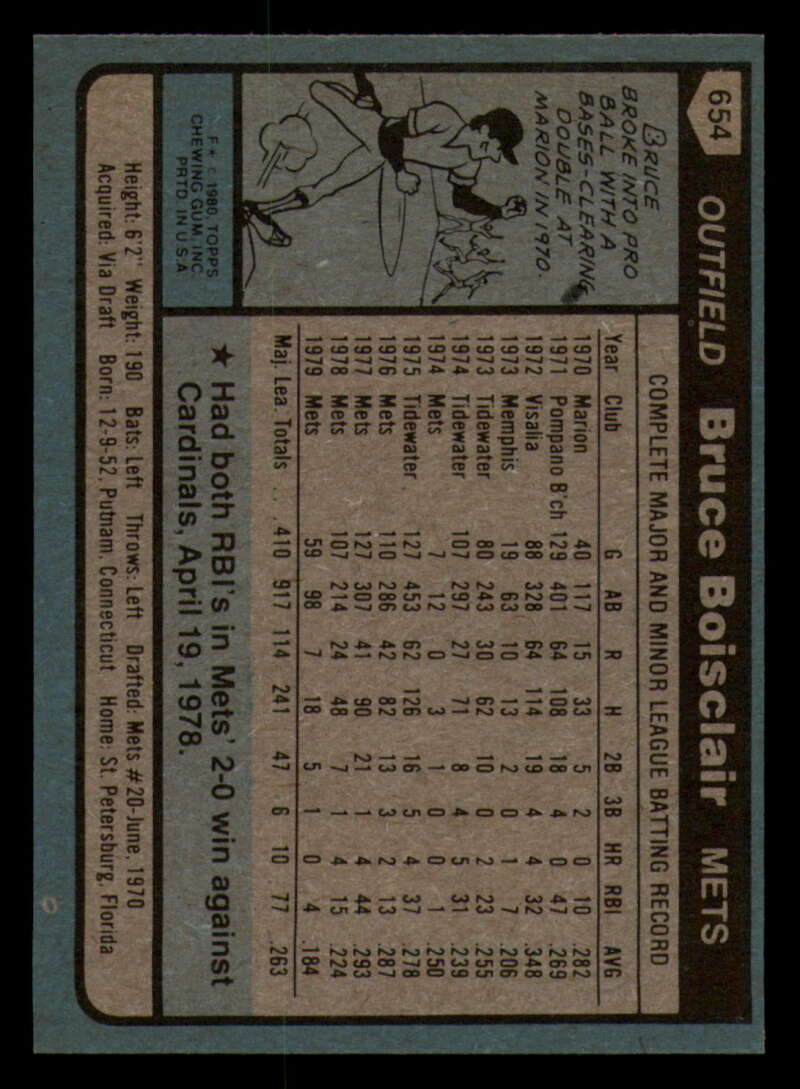 654
OUTFIELD Bruce Boisclair METS
BRUCE
BROKE INTO PRO
BALL WITH A
BASES-CLEARING
DOUBLE AT
MARION IN 1970.
F★ © 1980 TOPPS
CHEWING GUM, INC.
PRTD. IN U.S.A.
COMPLETE MAJOR AND MINOR LEAGUE BATTING RECORD
Year Club G AB R H 2B 3B HR RBI AVG
1970 Marion 40 117 15 33 5 2 0 10 .282
1971 Pompano B'ch 129 401 64 108 18 4 0 47 .269
1972 Visalia 88 328 64 114 19 4 4 32 .348
1973 Memphis 19 63 10 13 2 0 1 7 .206
1973 Tidewater 80 243 30 62 10 0 2 23 .255
1974 Tidewater 107 297 27 71 8 4 5 31 .239
1974 Mets 7 12 0 3 1 0 0 1 .250
1975 Tidewater 127 453 62 126 16 5 4 37 .278
1976 Mets 110 286 42 82 13 3 2 13 .287
1977 Mets 127 307 41 90 21 1 4 44 .293
1978 Mets 107 214 24 48 7 1 4 15 .224
1979 Mets 59 98 7 18 5 1 0 4 .184
Maj. Lea. Totals . . . 410 917 114 241 47 6 10 77 .263
★ Had both RBI's in Mets' 2-0 win against
Cardinals, April 19, 1978.
Height: 6'2" Weight: 190 Bats: Left Throws: Left Drafted: Mets #20-June, 1970
Acquired: Via Draft Born: 12-9-52, Putnam, Connecticut Home: St. Petersburg, Florida